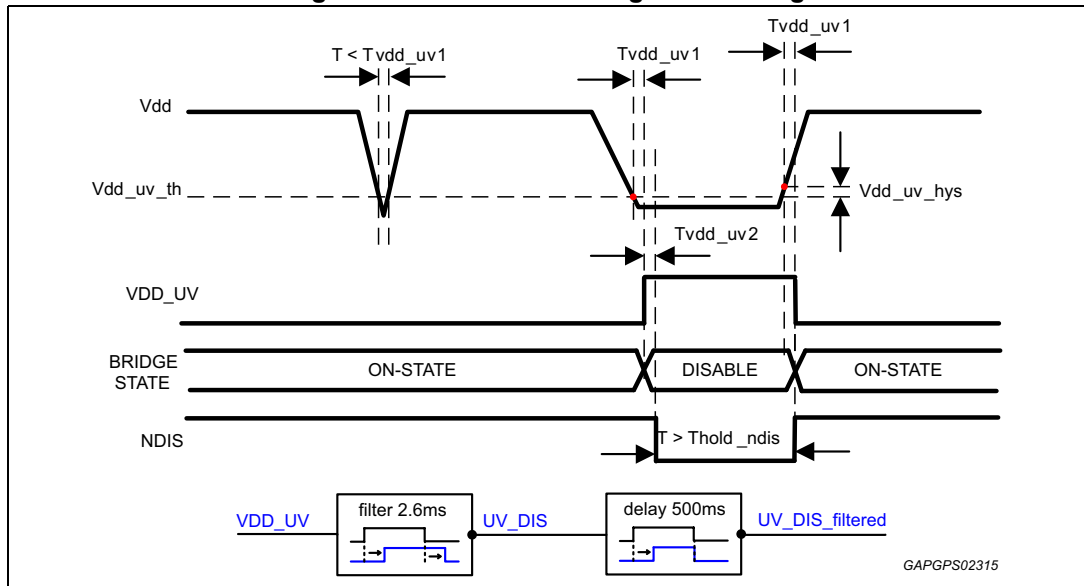 T < Tvdd_uv1
Tvdd_uv1
Tvdd_uv1
Vdd
Vdd_uv_th
Vdd_uv_hys
Tvdd_uv2
VDD_UV
BRIDGE
STATE
ON-STATE
DISABLE
ON-STATE
NDIS
T > Thold_ndis
VDD_UV
filter 2.6ms
UV_DIS
delay 500ms
UV_DIS_filtered
GAPGPS02315